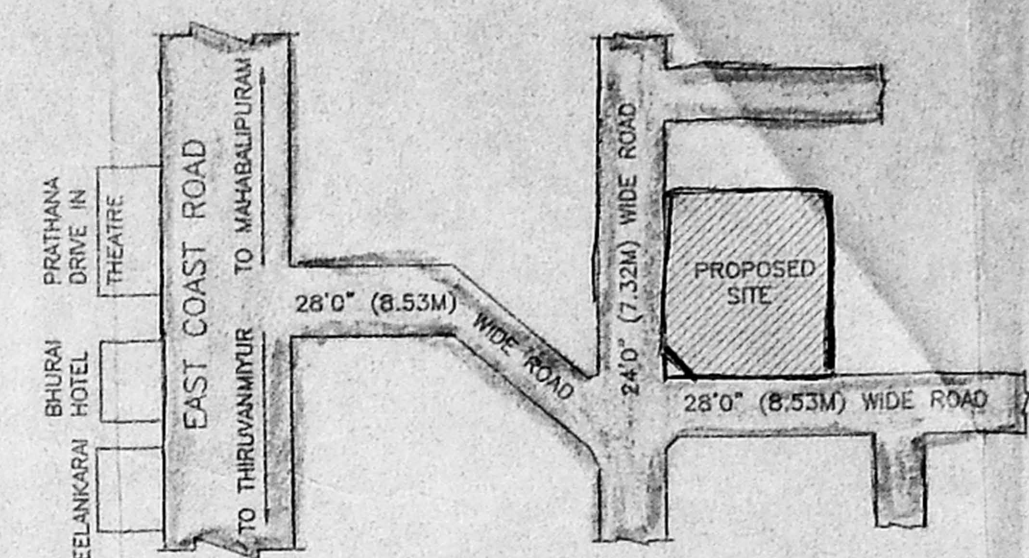 PRATHANA
DRIVE IN
THEATRE
BHURAI
HOTEL
EELANKARAI
EAST COAST ROAD
TO THIRUVANMIYUR
TO MAHABALIPURAM
28'0" (8.53M)
WIDE ROAD
24'0" (7.32M) WIDE ROAD
PROPOSED
SITE
28'0" (8.53M) WIDE ROAD